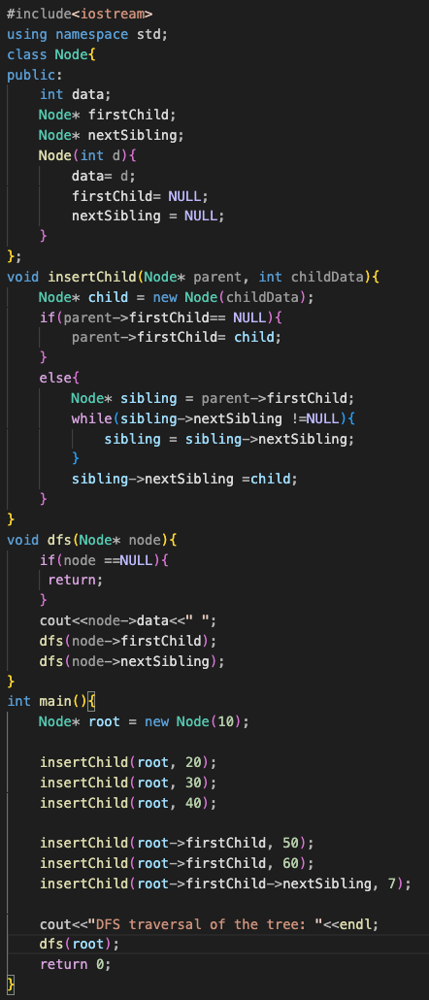 #include<iostream>
using namespace std;
class Node{
public:
    int data;
    Node* firstChild;
    Node* nextSibling;
    Node(int d){
        data= d;
        firstChild= NULL;
        nextSibling = NULL;
    }
};
void insertChild(Node* parent, int childData){
    Node* child = new Node(childData);
    if(parent->firstChild== NULL){
        parent->firstChild= child;
    }
    else{
        Node* sibling = parent->firstChild;
        while(sibling->nextSibling !=NULL){
            sibling = sibling->nextSibling;
        }
        sibling->nextSibling =child;
    }
}
void dfs(Node* node){
    if(node ==NULL){
     return;
    }
    cout<<node->data<<" ";
    dfs(node->firstChild);
    dfs(node->nextSibling);
}
int main(){
    Node* root = new Node(10);

    insertChild(root, 20);
    insertChild(root, 30);
    insertChild(root, 40);

    insertChild(root->firstChild, 50);
    insertChild(root->firstChild, 60);
    insertChild(root->firstChild->nextSibling, 7);

    cout<<"DFS traversal of the tree: "<<endl;
    dfs(root);
    return 0;
}